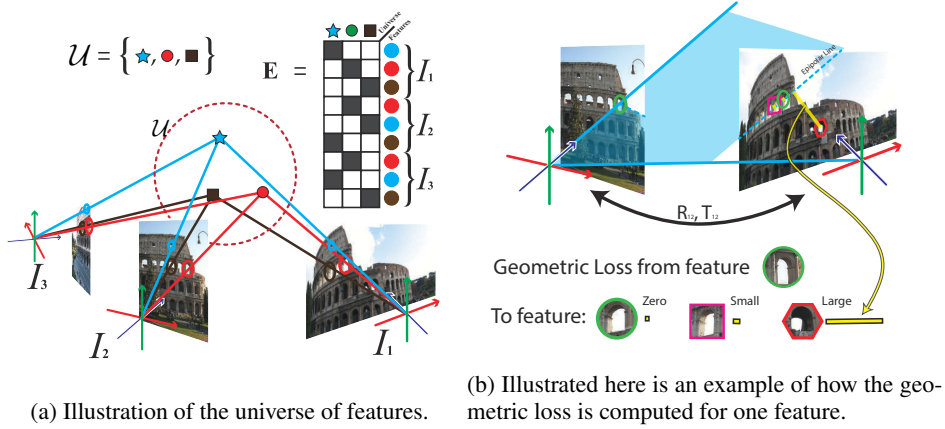 U = { , , }
E =
Universe
Features
I1
I2
I3
U
I3
I2
I1
Epipolar Line
R12, T12
Geometric Loss from feature
To feature:
Zero
Small
Large
(a) Illustration of the universe of features.
(b) Illustrated here is an example of how the geo-
metric loss is computed for one feature.